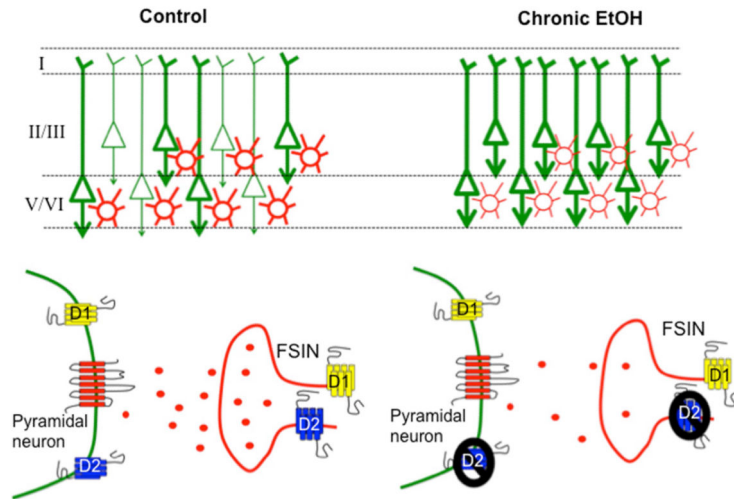 Control
Chronic EtOH
I
II/III
V/VI
D1
FSIN
D1
D2
Pyramidal
neuron
D2
D1
FSIN
D1
D2
Pyramidal
neuron
D2